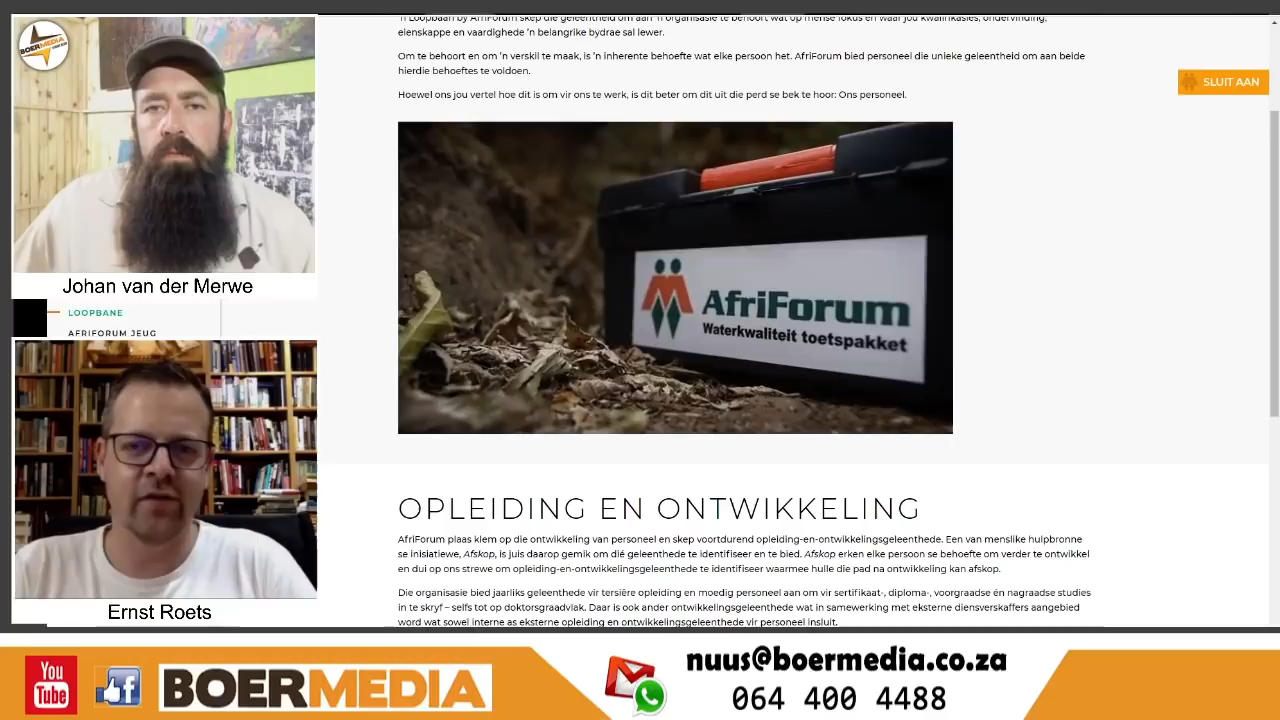 BOERMEDIA
'n Loopbaan by AfriForum skep die geleentheid om aan 'n organisasie te behoort wat op mense fokus en waar jou kwalifikasies, ondervinding,
eienskappe en vaardighede 'n belangrike bydrae sal lewer.
Om te behoort en om 'n verskil te maak, is 'n inherente behoefte wat elke persoon het. AfriForum bied personeel die unieke geleentheid om aan beide
hierdie behoeftes te voldoen.
Hoewel ons jou vertel hoe dit is om vir ons te werk, is dit beter om dit uit die perd se bek te hoor: Ons personeel.
SLUIT AAN
AfriForum
Waterkwaliteit toetspakket
Johan van der Merwe
LOOPBANE
AFRIFORUM JEUG
Ernst Roets
OPLEIDING EN ONTWIKKELING
AfriForum plaas klem op die ontwikkeling van personeel en skep voortdurend opleiding-en-ontwikkelingsgeleenthede. Een van menslike hulpbronne
se inisiatiewe, Afskop, is juis daarop gemik om dié geleenthede te identifiseer en te bied. Afskop erken elke persoon se behoefte om verder te ontwikkel
en dui op ons strewe om opleiding-en-ontwikkelingsgeleenthede te identifiseer waarmee hulle die pad na ontwikkeling kan afskop.
Die organisasie bied jaarliks geleenthede vir tersiêre opleiding en moedig personeel aan om vir sertifikaat-, diploma-, voorgraadse én nagraadse studies
in te skryf – selfs tot op doktorsgraadvlak. Daar is ook ander ontwikkelingsgeleenthede wat in samewerking met eksterne diensverskaffers aangebied
word wat sowel interne as eksterne opleiding en ontwikkelingsgeleenthede vir personeel insluit.
You
Tube
f
BOERMEDIA
nuus@boermedia.co.za
064 400 4488